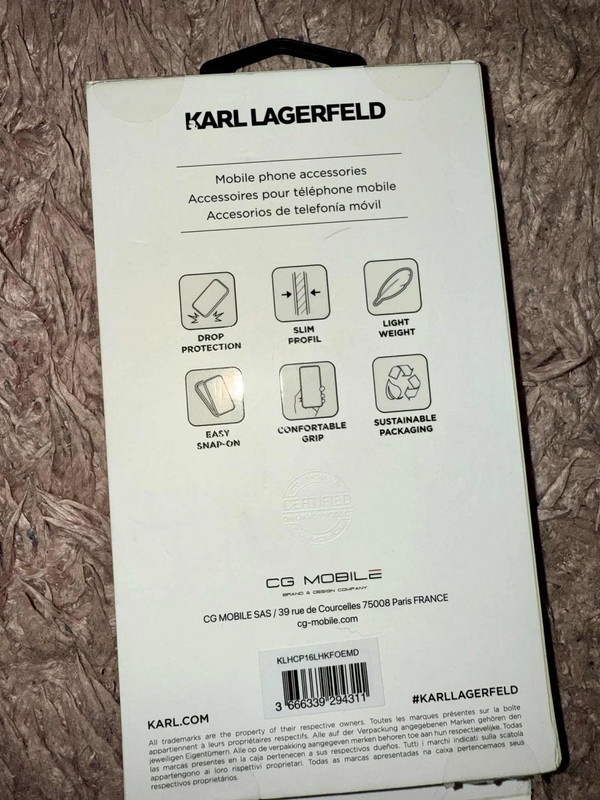 KARL LAGERFELD
Mobile phone accessories
Accessoires pour téléphone mobile
Accesorios de telefonía móvil
DROP
PROTECTION
SLIM
PROFIL
LIGHT
WEIGHT
EASY
SNAP-ON
CONFORTABLE
GRIP
SUSTAINABLE
PACKAGING
CERTIFIED
CG MOBILE
BRAND & DESIGN COMPANY
CG MOBILE SAS / 39 rue de Courcelles 75008 Paris FRANCE
cg-mobile.com
KLHCP16LHKFOEMD
3 666339 294311
KARL.COM
#KARLLAGERFELD
All trademarks are the property of their respective owners. Toutes les marques présentes sur la boîte
appartiennent à leurs propriétaires respectifs. Alle auf der Verpackung angegebenen Marken gehören den
jeweiligen Eigentümern. Alle op de verpakking aangegeven merken behoren toe aan hun respectievelijke. Todas
las marcas presentadas en la caja pertenecen a sus respectivos dueños. Tutti i marchi indicati sulla scatola
appartengono ai loro rispettivi proprietari. Todas as marcas apresentadas na caixa pertencemaos seus
respectivos proprietários.